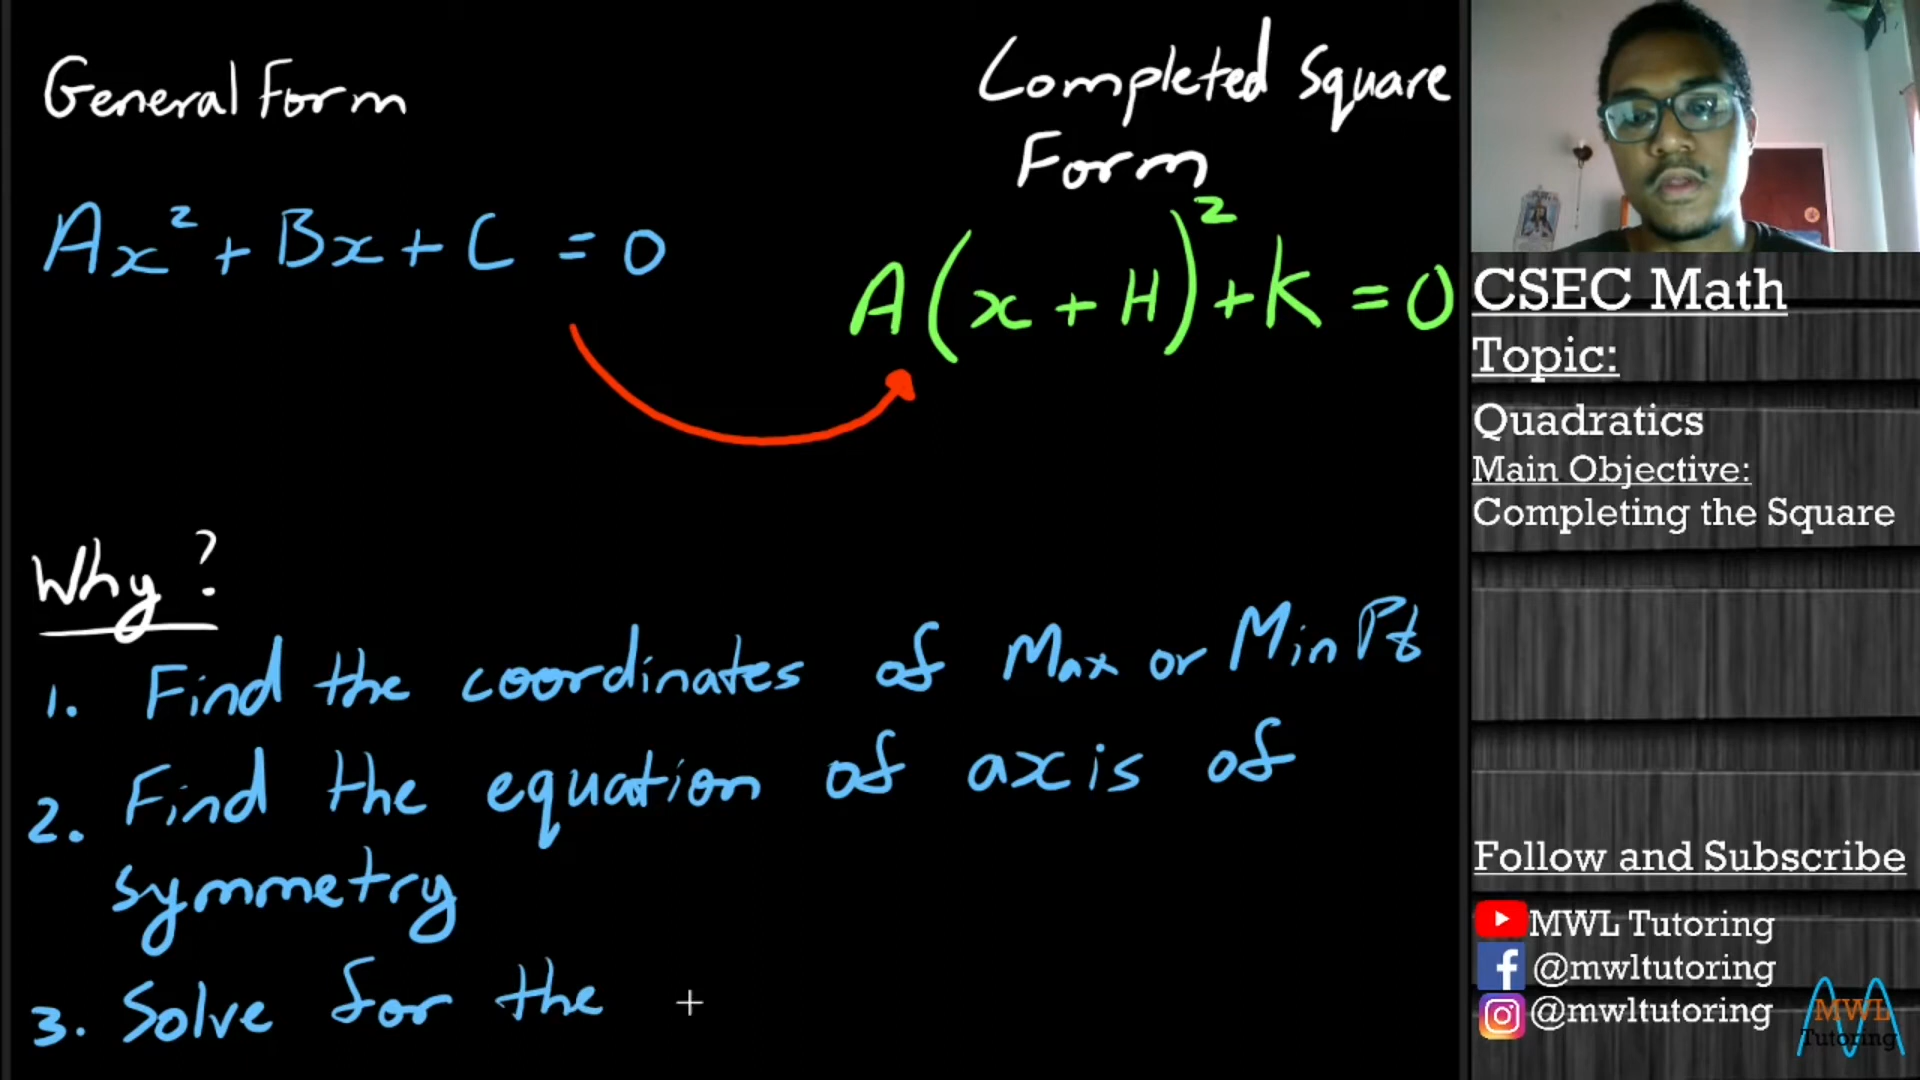 General Form
Completed Square
Form
Ax² + Bx + C = 0
A(x + H)² + K = 0
Why?
1. Find the coordinates of Max or Min Pt
2. Find the equation of axis of
symmetry
3. Solve for the
CSEC Math
Topic:
Quadratics
Main Objective:
Completing the Square
Follow and Subscribe
MWL Tutoring
@mwltutoring
@mwltutoring
MWL
Tutoring